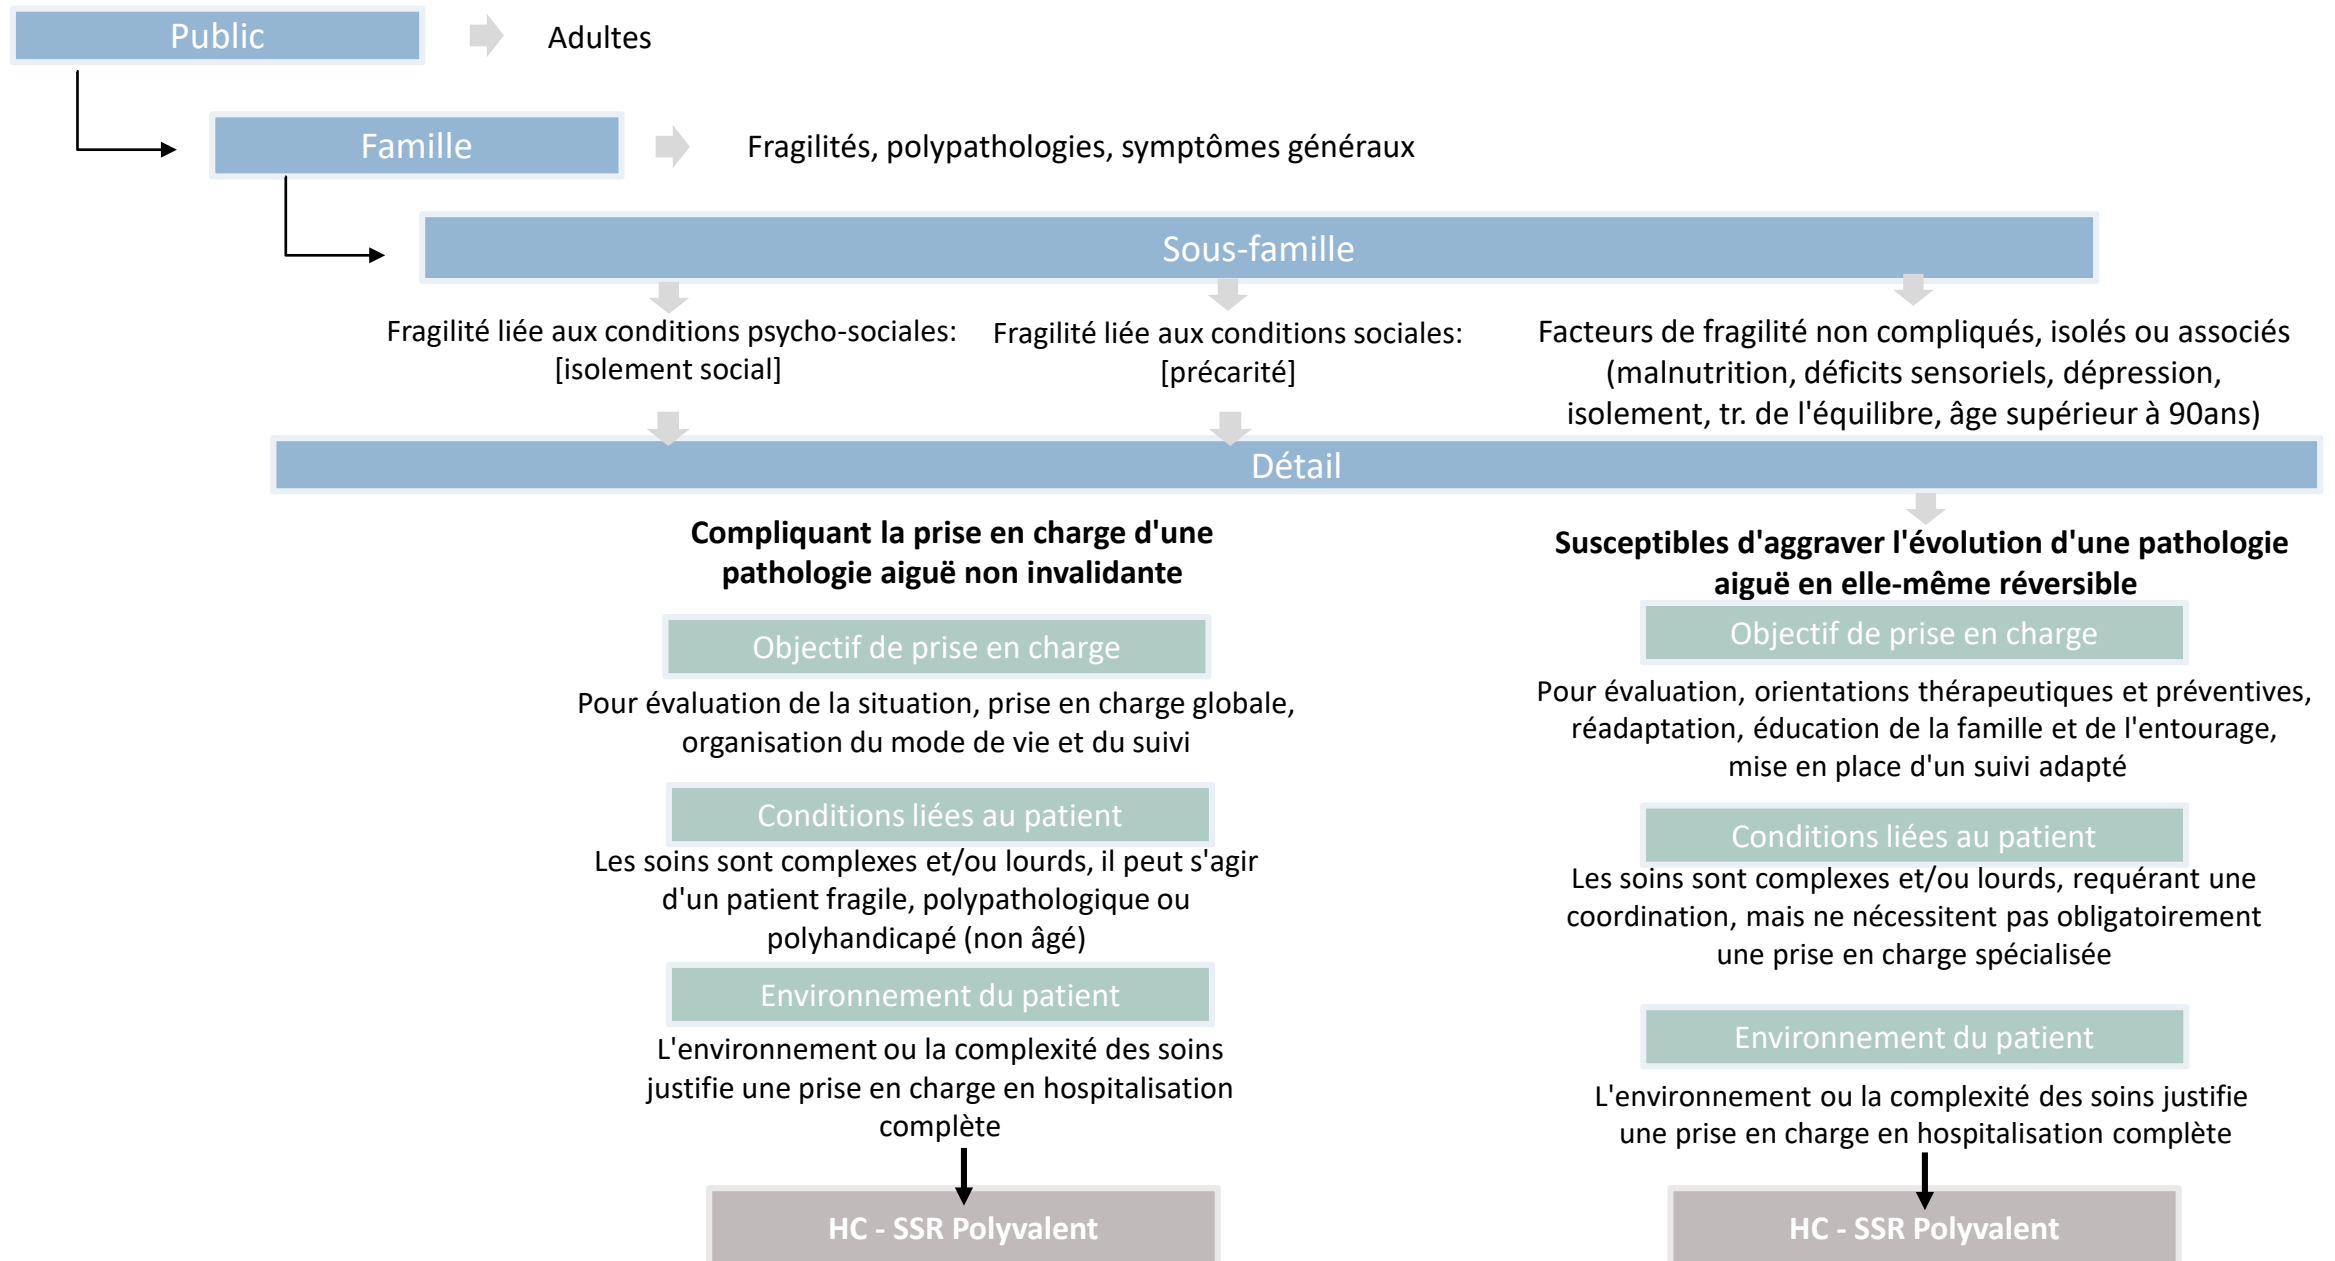 Public
Adultes
Famille
Fragilités, polypathologies, symptômes généraux
Sous-famille
Fragilité liée aux conditions psycho-sociales:
[isolement social]
Fragilité liée aux conditions sociales:
[précarité]
Facteurs de fragilité non compliqués, isolés ou associés
(malnutrition, déficits sensoriels, dépression,
isolement, tr. de l'équilibre, âge supérieur à 90ans)
Détail
Compliquant la prise en charge d'une
pathologie aiguë non invalidante
Objectif de prise en charge
Pour évaluation de la situation, prise en charge globale,
organisation du mode de vie et du suivi
Conditions liées au patient
Les soins sont complexes et/ou lourds, il peut s'agir
d'un patient fragile, polypathologique ou
polyhandicapé (non âgé)
Environnement du patient
L'environnement ou la complexité des soins
justifie une prise en charge en hospitalisation
complète
HC - SSR Polyvalent
Susceptibles d'aggraver l'évolution d'une pathologie
aiguë en elle-même réversible
Objectif de prise en charge
Pour évaluation, orientations thérapeutiques et préventives,
réadaptation, éducation de la famille et de l'entourage,
mise en place d'un suivi adapté
Conditions liées au patient
Les soins sont complexes et/ou lourds, requérant une
coordination, mais ne nécessitent pas obligatoirement
une prise en charge spécialisée
Environnement du patient
L'environnement ou la complexité des soins justifie
une prise en charge en hospitalisation complète
HC - SSR Polyvalent